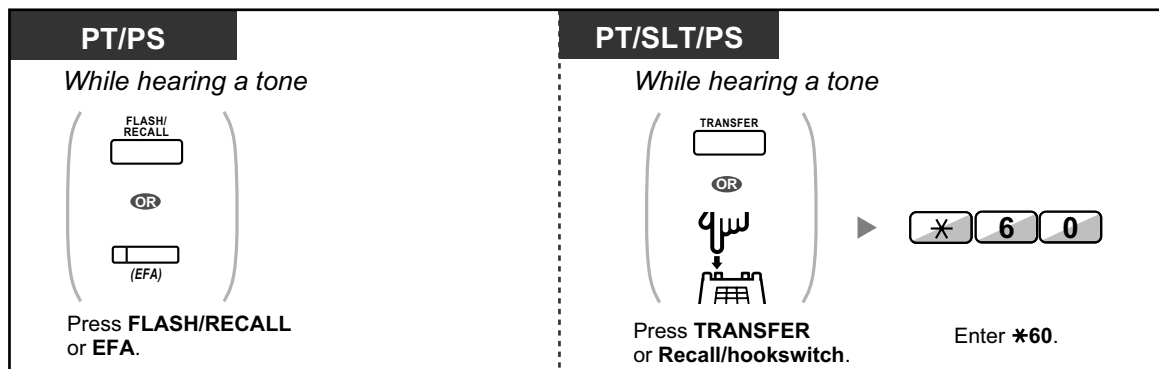 PT/PS
While hearing a tone
FLASH/
RECALL
OR
(EFA)
Press FLASH/RECALL
or EFA.
PT/SLT/PS
While hearing a tone
TRANSFER
OR
Press TRANSFER
or Recall/hookswitch.
* 6 0
Enter *60.